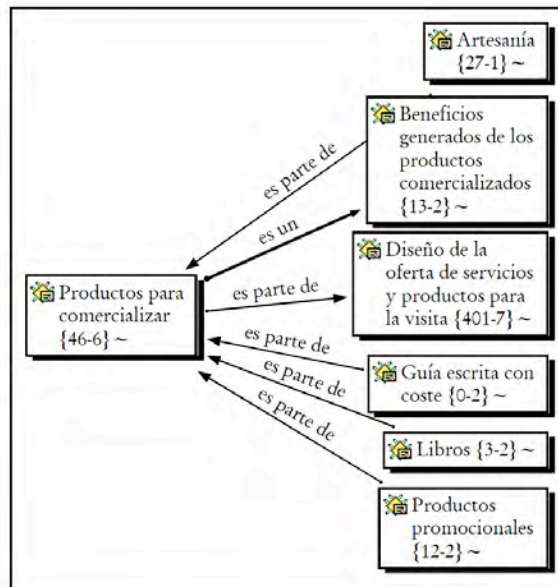 Artesanía
{27-1} ~
Beneficios
generados de los
productos
comercializados
{13-2} ~
es parte de
es un
Diseño de la
oferta de servicios
y productos para
la visita {401-7} ~
Productos para
comercializar
{46-6} ~
es parte de
es parte de
Guía escrita con
coste {0-2} ~
es parte de
Libros {3-2} ~
es parte de
Productos
promocionales
{12-2} ~